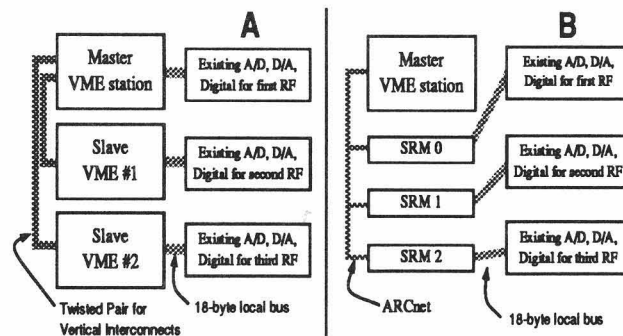 A
Master
VME station
Existing A/D, D/A,
Digital for first RF
Slave
VME #1
Existing A/D, D/A,
Digital for second RF
Slave
VME #2
Existing A/D, D/A,
Digital for third RF
Twisted Pair for
Vertical Interconnects
18-byte local bus
B
Master
VME station
Existing A/D, D/A,
Digital for first RF
SRM 0
SRM 1
Existing A/D, D/A,
Digital for second RF
SRM 2
Existing A/D, D/A,
Digital for third RF
ARCnet
18-byte local bus